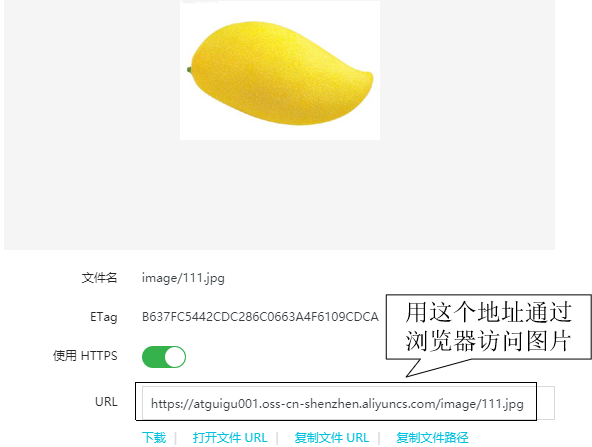 文件名 image/111.jpg
ETag B637FC5442CDC286C0663A4F6109CDCA
用这个地址通过
浏览器访问图片
使用 HTTPS
URL https://atguigu001.oss-cn-shenzhen.aliyuncs.com/image/111.jpg
下载 | 打开文件 URL | 复制文件 URL | 复制文件路径